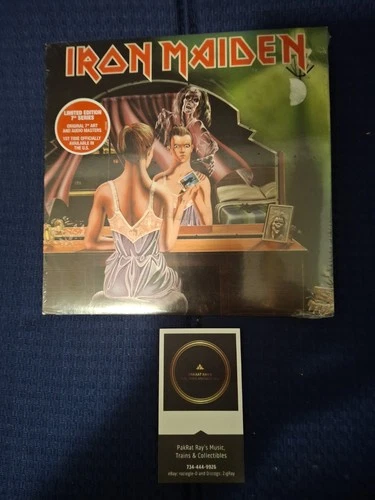 IRON MAIDEN
LIMITED EDITION
7" SERIES
ORIGINAL 7" ART
AND AUDIO MASTERS
1ST TIME OFFICIALLY
AVAILABLE IN
THE U.S.
PakRat Ray's Music,
Trains & Collectibles
734-444-9926